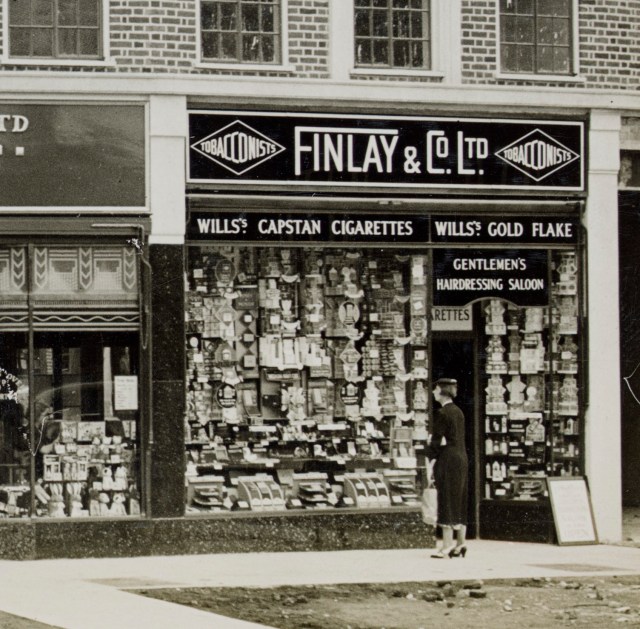 TD
TOBACCONISTS
FINLAY & CO. LTD.
TOBACCONISTS
WILLS'S CAPSTAN CIGARETTES
WILLS'S GOLD FLAKE
GENTLEMEN'S
HAIRDRESSING SALOON
RETTES